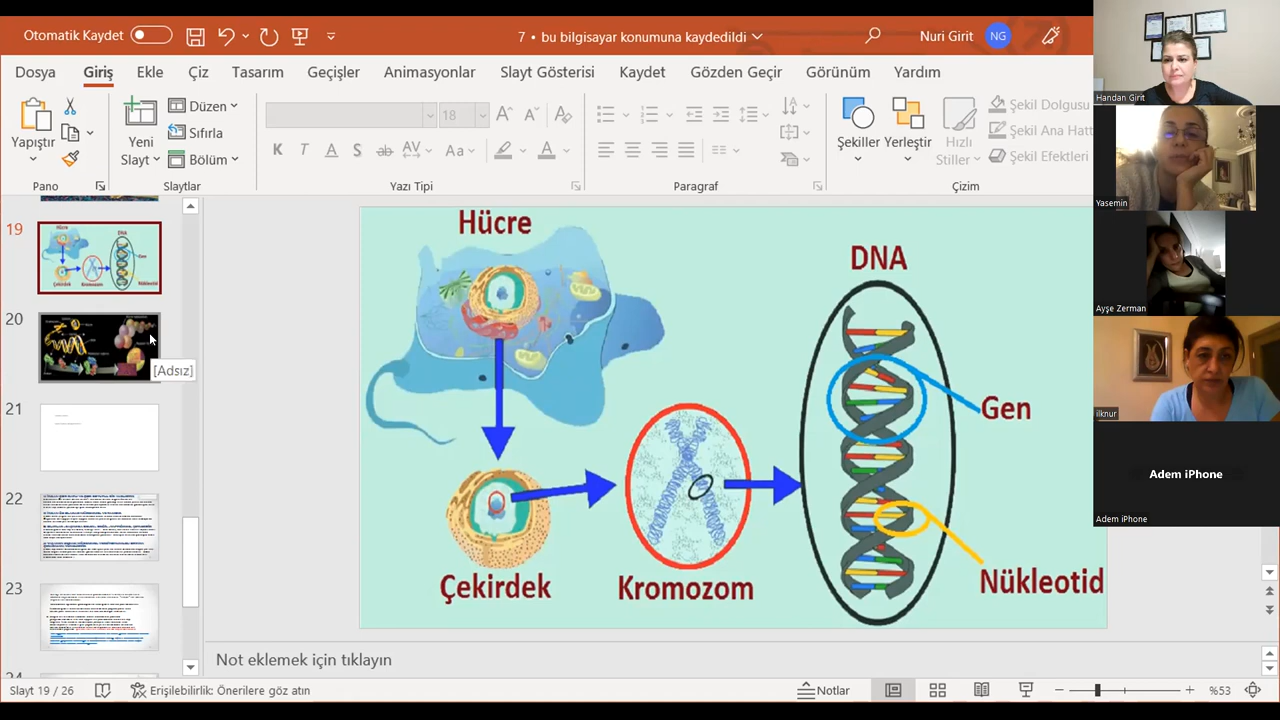 Otomatik Kaydet
7 • bu bilgisayar konumuna kaydedildi
Nuri Girit
NG
Dosya Giriş Ekle Çiz Tasarım Geçişler Animasyonlar Slayt Gösterisi Kaydet Gözden Geçir Görünüm Yardım
Yapıştır
Yeni
Slayt
Düzen
Sıfırla
Bölüm
18
K T A S ab AV Aa A
Şekiller
Yerleştir
Hızlı
Stiller
Şekil Dolgusu
Şekil Ana Hatt
Şekil Efektleri
Pano
Slaytlar
Yazı Tipi
Paragraf
Çizim
19
20
[Adsız]
21
22
23
Hücre
DNA
Gen
Çekirdek
Kromozom
Nükleotid
Not eklemek için tıklayın
Slayt 19 / 26
Erişilebilirlik: Önerilere göz atın
Notlar
%53
Handan Girit
Yasemin
Ayşe Zerman
ilknur
Adem iPhone
Adem iPhone